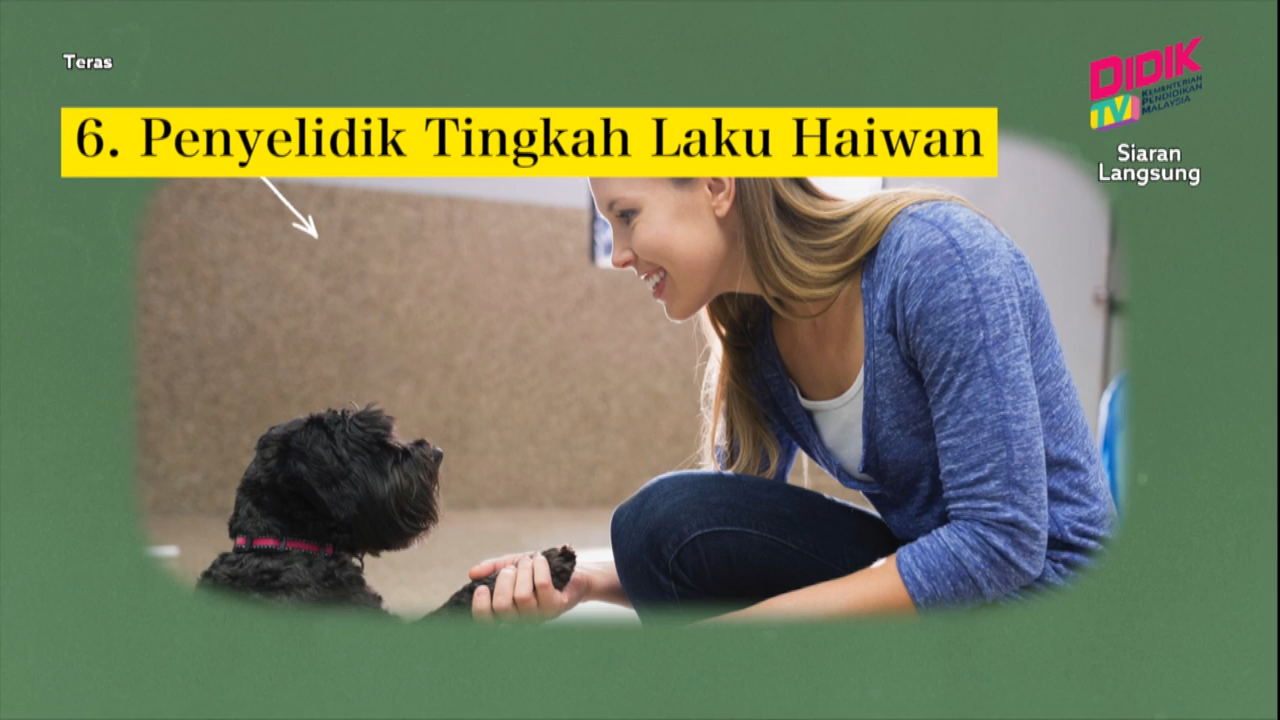 Teras
DIDIK
TV
KEMENTERIAN
PENDIDIKAN
MALAYSIA
Siaran
Langsung
6. Penyelidik Tingkah Laku Haiwan